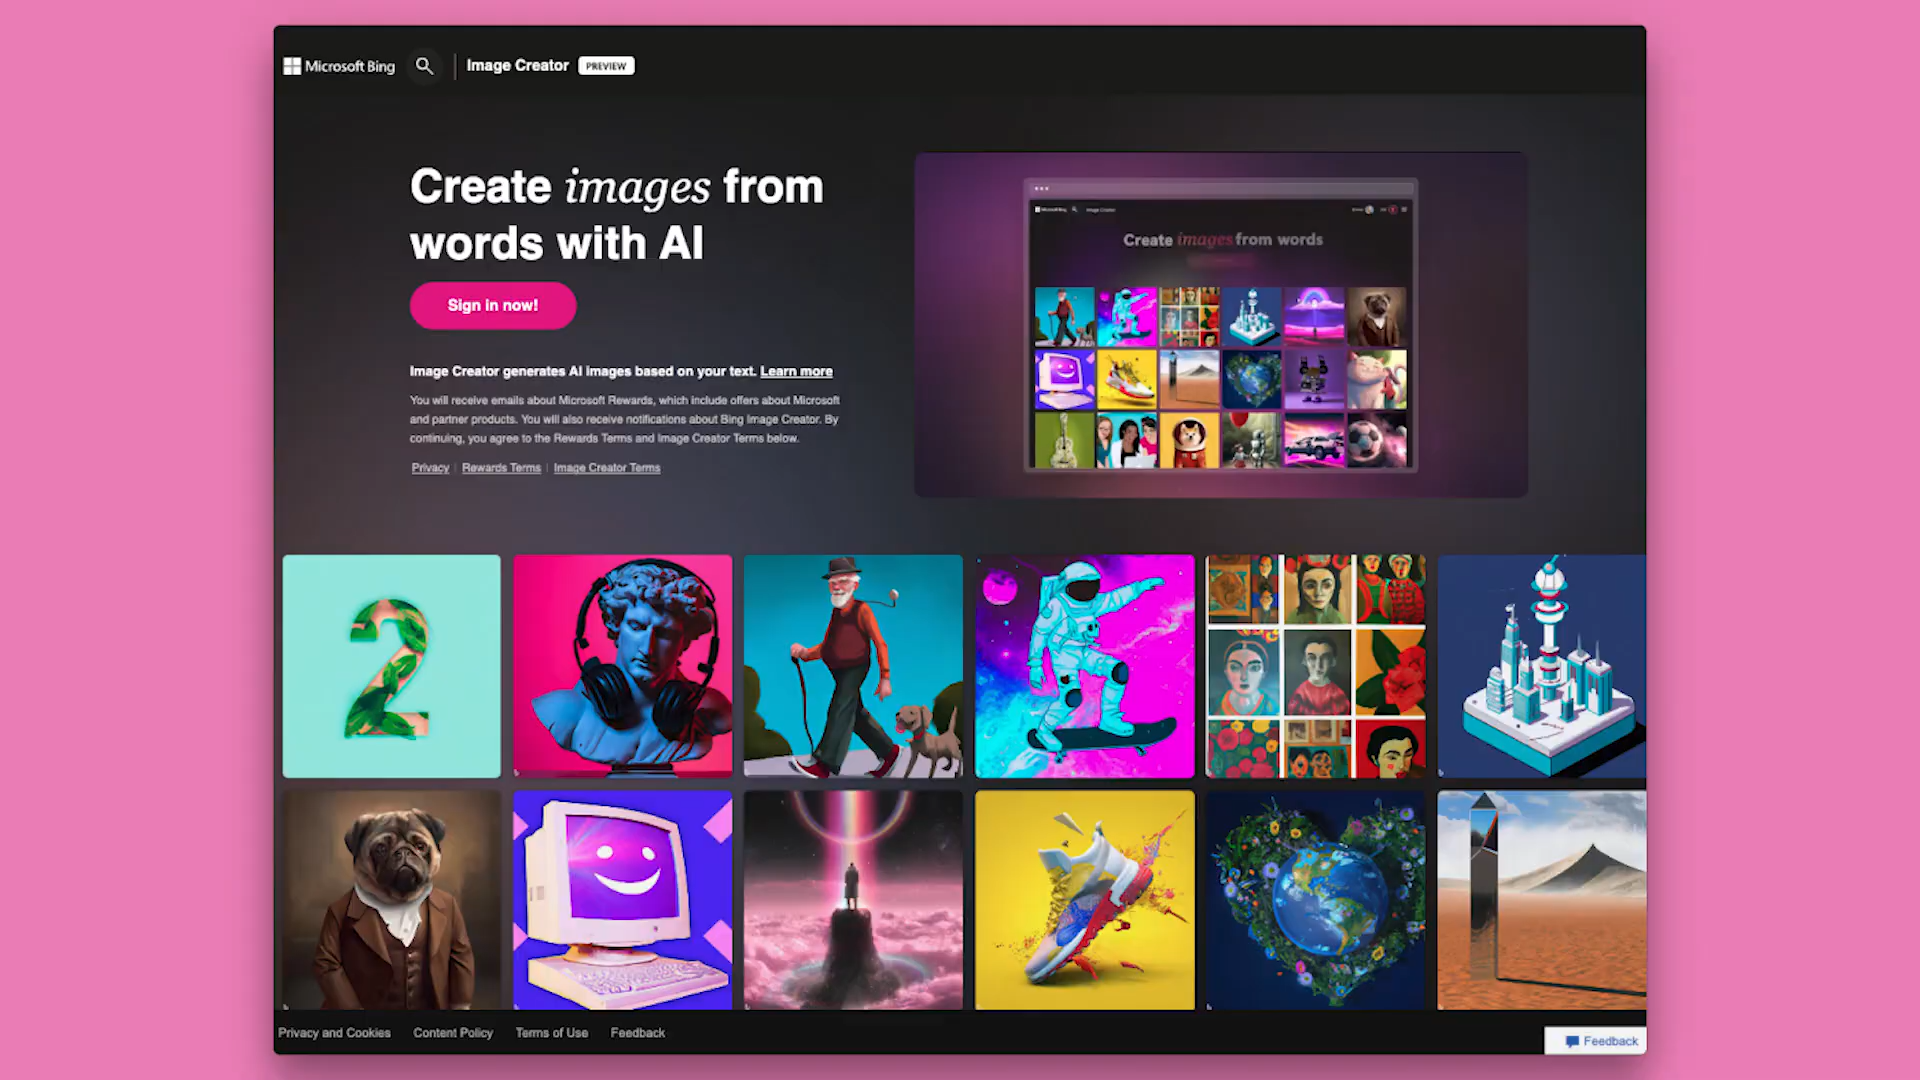 Microsoft Bing
Image Creator PREVIEW
Create images from
words with AI
Sign in now!
Image Creator generates AI images based on your text. Learn more
You will receive emails about Microsoft Rewards, which include offers about Microsoft
and partner products. You will also receive notifications about Bing Image Creator. By
continuing, you agree to the Rewards Terms and Image Creator Terms below.
Privacy | Rewards Terms | Image Creator Terms
Microsoft Bing Image Creator
Create images from words
2
Privacy and Cookies Content Policy Terms of Use Feedback
Feedback